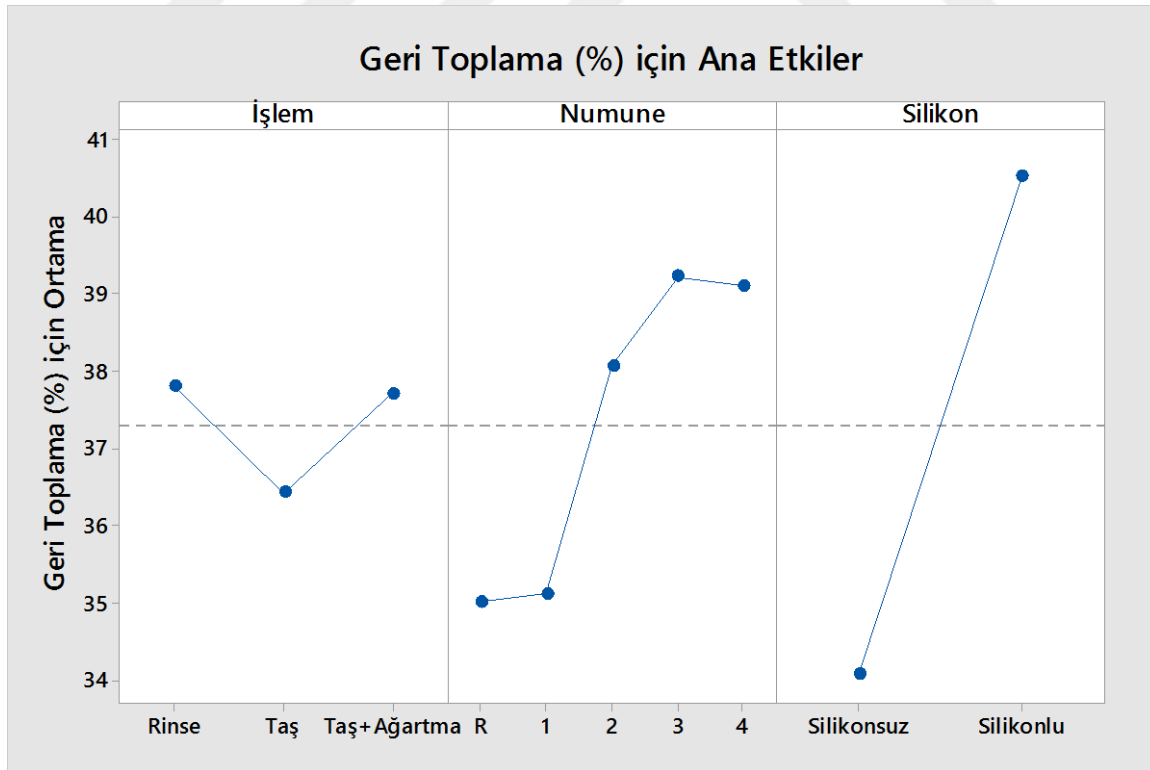 Geri Toplama (%) için Ana Etkiler
İşlem Numune Silikon
Geri Toplama (%) için Ortama
41
40
39
38
37
36
35
34
Rinse Taş Taş+Ağartma R 1 2 3 4 Silikonsuz Silikonlu